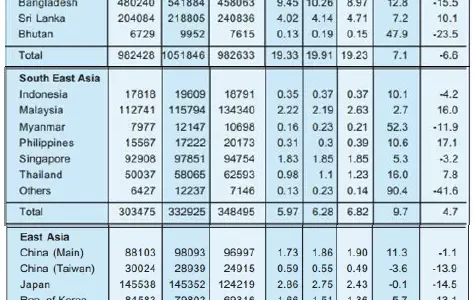 Bangladesh 480240 541884 458063 9.45 10.26 8.97 12.8 -15.5
Sri Lanka 204084 218805 240836 4.02 4.14 4.71 7.2 10.1
Bhutan 6729 9952 7615 0.13 0.19 0.15 47.9 -23.5
Total 982428 1051846 982633 19.33 19.91 19.23 7.1 -6.6
South East Asia
Indonesia 17818 19609 18791 0.35 0.37 0.37 10.1 -4.2
Malaysia 112741 115794 134340 2.22 2.19 2.63 2.7 16.0
Myanmar 7977 12147 10698 0.16 0.23 0.21 52.3 -11.9
Philippines 15567 17222 20173 0.31 0.3 0.39 10.6 17.1
Singapore 92908 97851 94754 1.83 1.85 1.85 5.3 -3.2
Thailand 50037 58065 62593 0.98 1.1 1.23 16.0 7.8
Others 6427 12237 7146 0.13 0.23 0.14 90.4 -41.6
Total 303475 332925 348495 5.97 6.28 6.82 9.7 4.7
East Asia
China (Main) 88103 98093 96997 1.73 1.86 1.90 11.3 -1.1
China (Taiwan) 30024 28939 24915 0.59 0.55 0.49 -3.6 -13.9
Japan 145538 145352 124219 2.86 2.75 2.43 -0.1 -14.5
Rep. of Korea